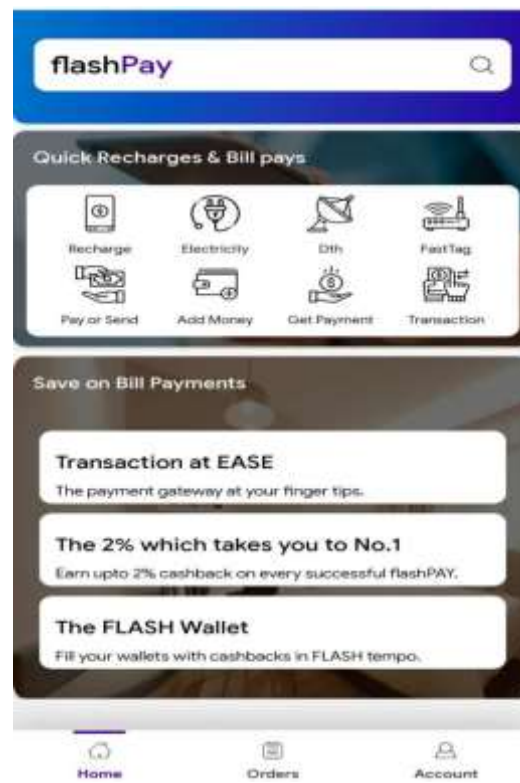 flashPay
Quick Recharges & Bill pays
Recharge Electricity Dth FastTag
Pay or Send Add Money Get Payment Transaction
Save on Bill Payments
Transaction at EASE
The payment gateway at your finger tips.
The 2% which takes you to No.1
Earn upto 2% cashback on every successful flashPAY.
The FLASH Wallet
Fill your wallets with cashbacks in FLASH tempo.
Home Orders Account